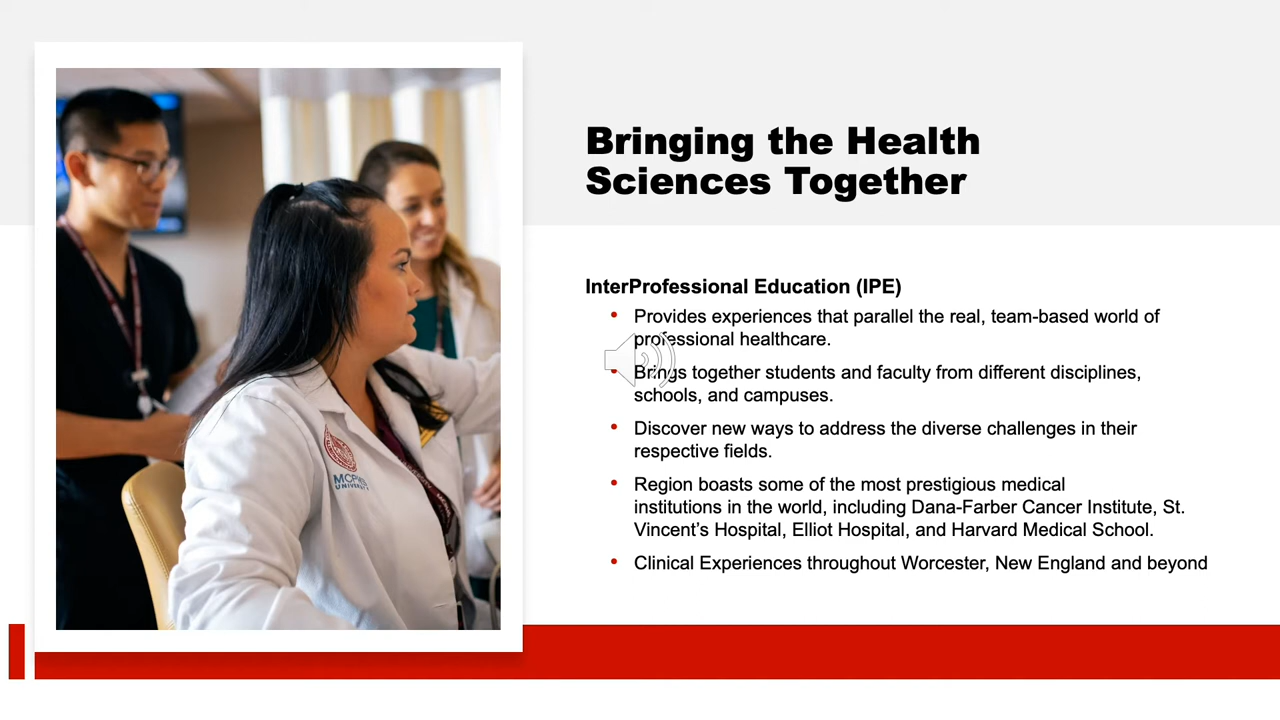 Bringing the Health
Sciences Together
InterProfessional Education (IPE)
• Provides experiences that parallel the real, team-based world of
professional healthcare.
• Brings together students and faculty from different disciplines,
schools, and campuses.
• Discover new ways to address the diverse challenges in their
respective fields.
• Region boasts some of the most prestigious medical
institutions in the world, including Dana-Farber Cancer Institute, St.
Vincent’s Hospital, Elliot Hospital, and Harvard Medical School.
• Clinical Experiences throughout Worcester, New England and beyond
MCPHS
UNIVERSITY